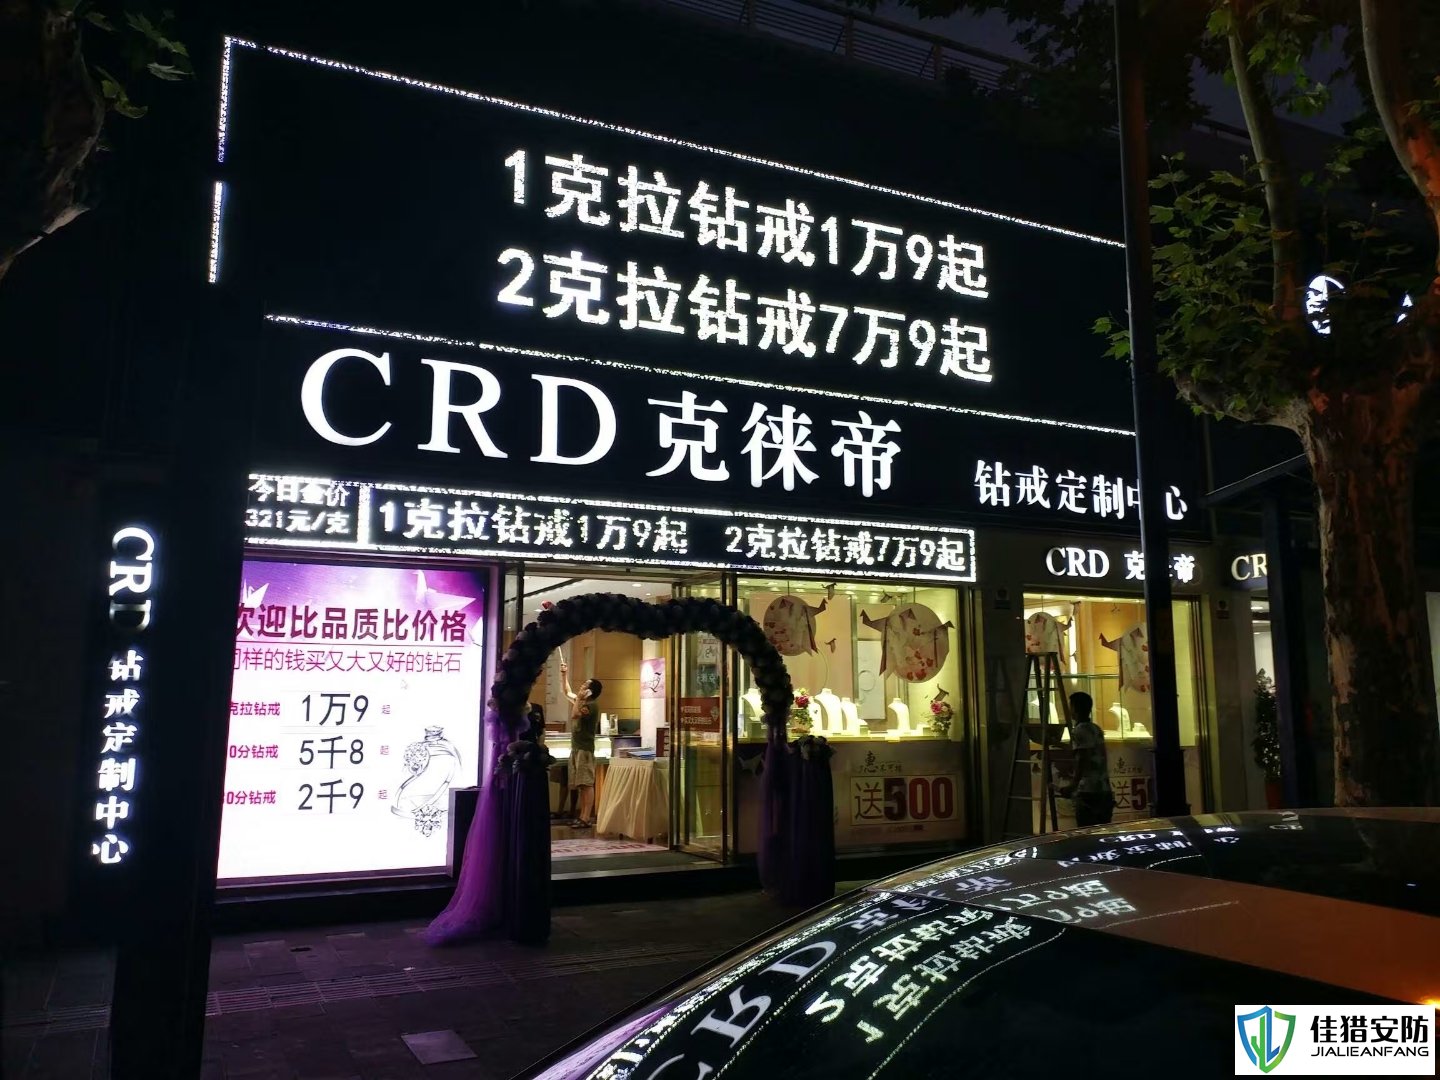 1克拉钻戒1万9起
2克拉钻戒7万9起
CRD 克徕帝
钻戒定制中心
今日金价
321元/克
1克拉钻戒1万9起 2克拉钻戒7万9起
CRD 克徕帝
CR
CRD 钻戒定制中心
欢迎比品质比价格
同样的钱买又大又好的钻石
克拉钻戒 1万9 起
0分钻戒 5千8 起
0分钻戒 2千9 起
惠
送500
送5
佳猎安防
JIALIEANFANG